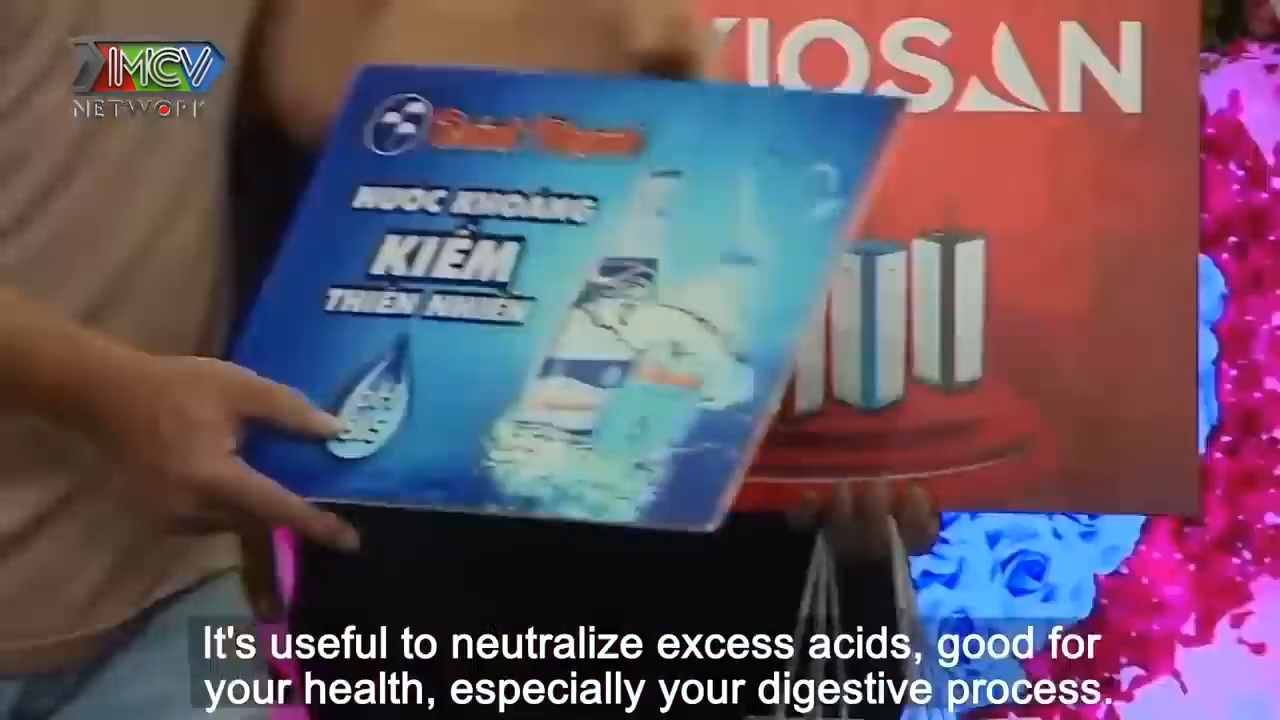 MCV
NETWORK
KIOSAN
NƯỚC KHOÁNG
KIỀM
THIÊN NHIÊN
It's useful to neutralize excess acids, good for
your health, especially your digestive process.